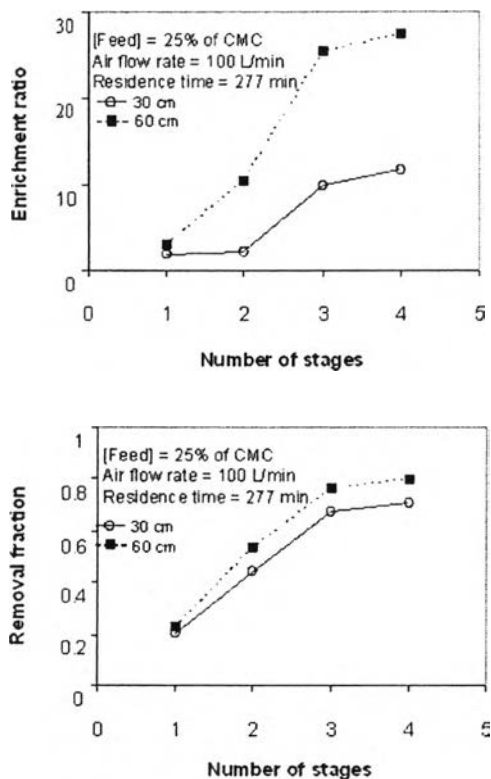 30
[Feed] = 25% of CMC
Air flow rate = 100 L/min
Residence time = 277 min
30 cm
60 cm
20
10
0
Enrichment ratio
0 1 2 3 4 5
Number of stages
1
[Feed] = 25% of CMC
Air flow rate = 100 L/min
Residence time = 277 min
30 cm
60 cm
0.8
0.6
0.4
0.2
0
Removal fraction
0 1 2 3 4 5
Number of stages